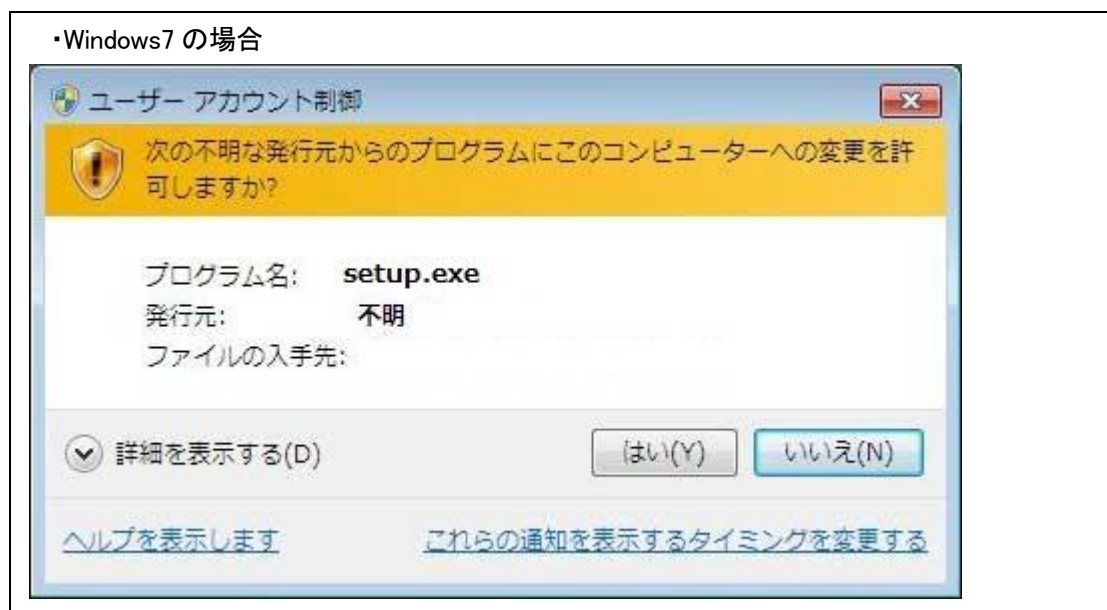 ・Windows7 の場合
ユーザー アカウント制御
次の不明な発行元からのプログラムにこのコンピューターへの変更を許
可しますか?
プログラム名: setup.exe
発行元: 不明
ファイルの入手先:
詳細を表示する(D)
はい(Y)
いいえ(N)
ヘルプを表示します
これらの通知を表示するタイミングを変更する